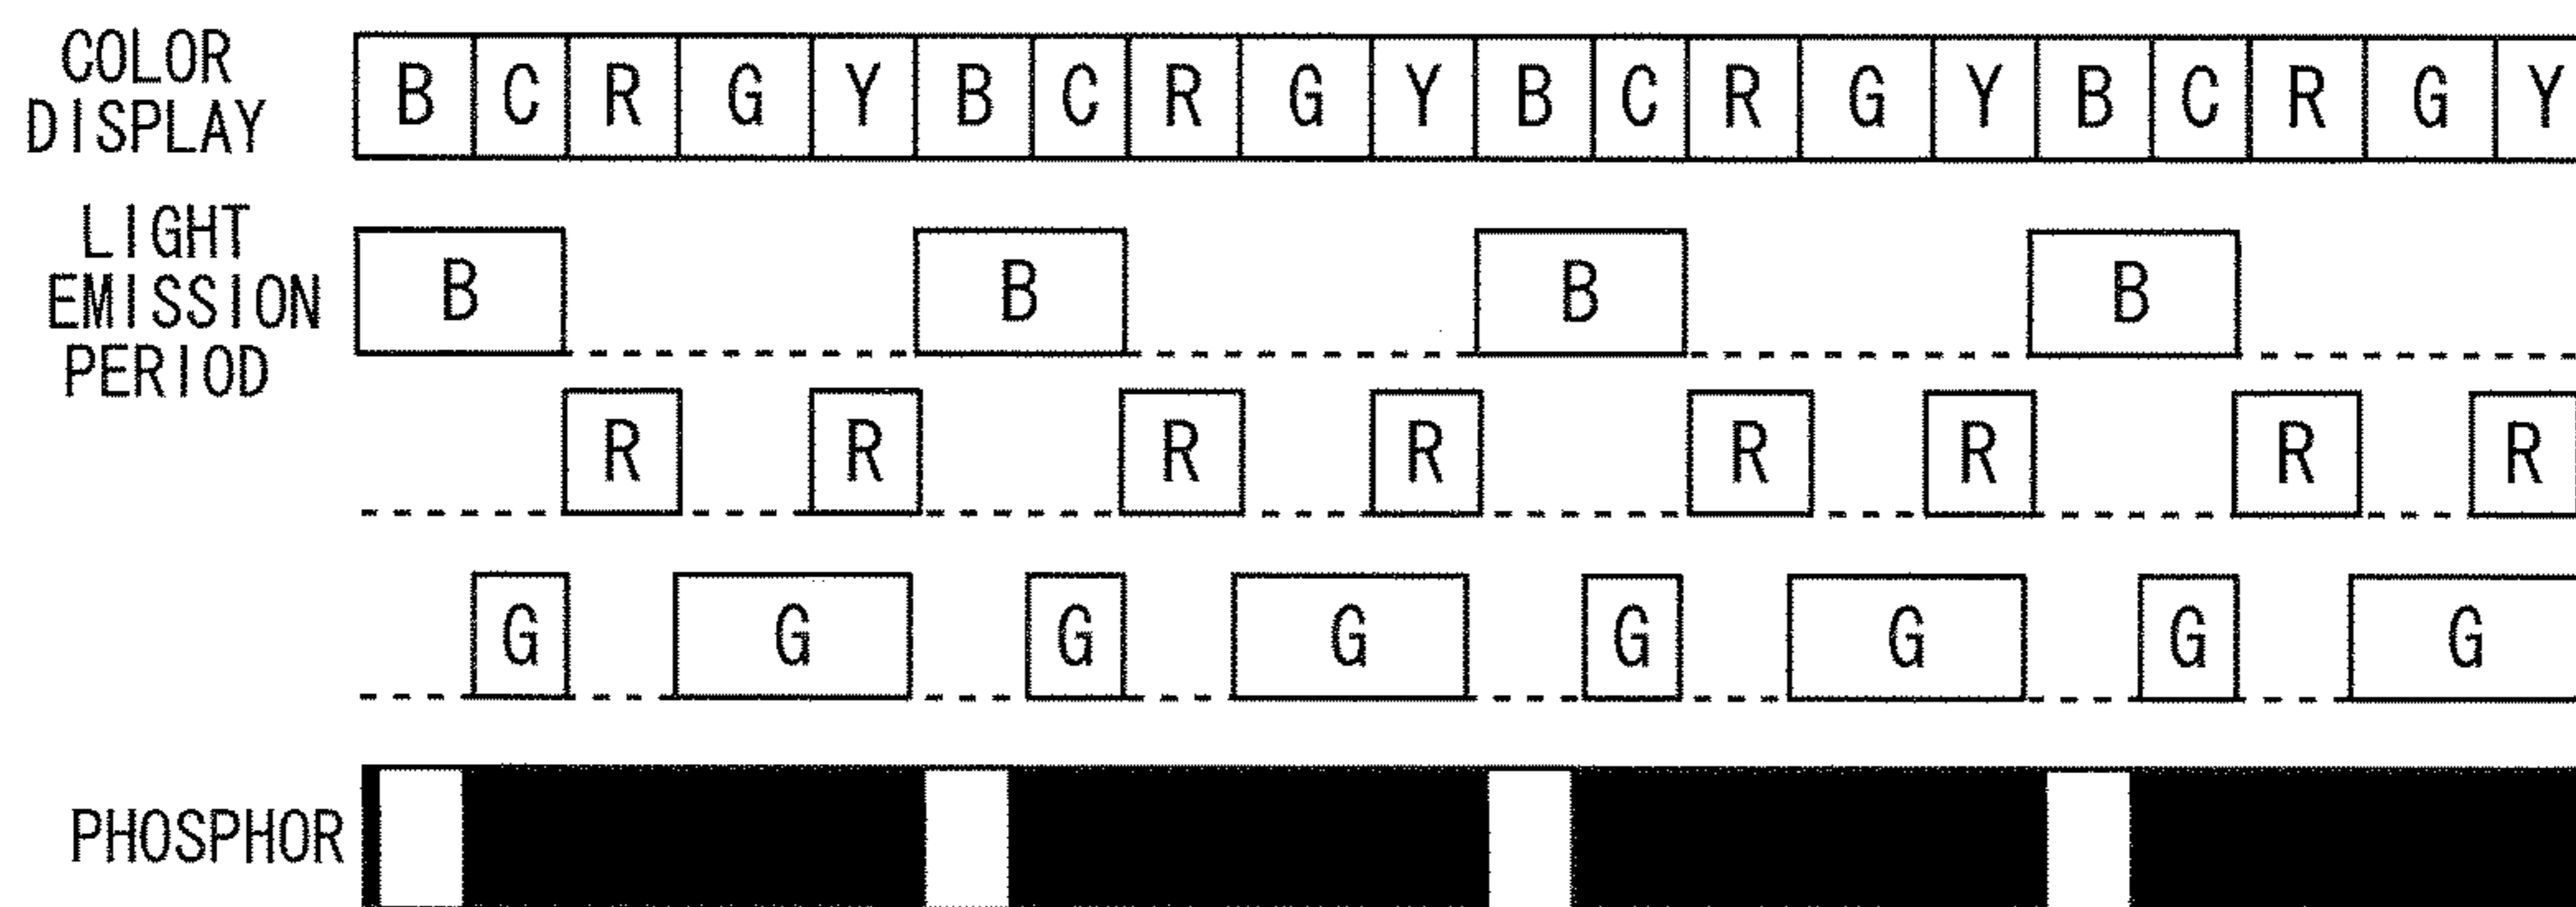 COLOR
DISPLAY
B C R G Y B C R G Y B C R G Y B C R G Y
LIGHT
EMISSION
PERIOD
B B B B
R R R R R R R R
G G G G G G G G
PHOSPHOR